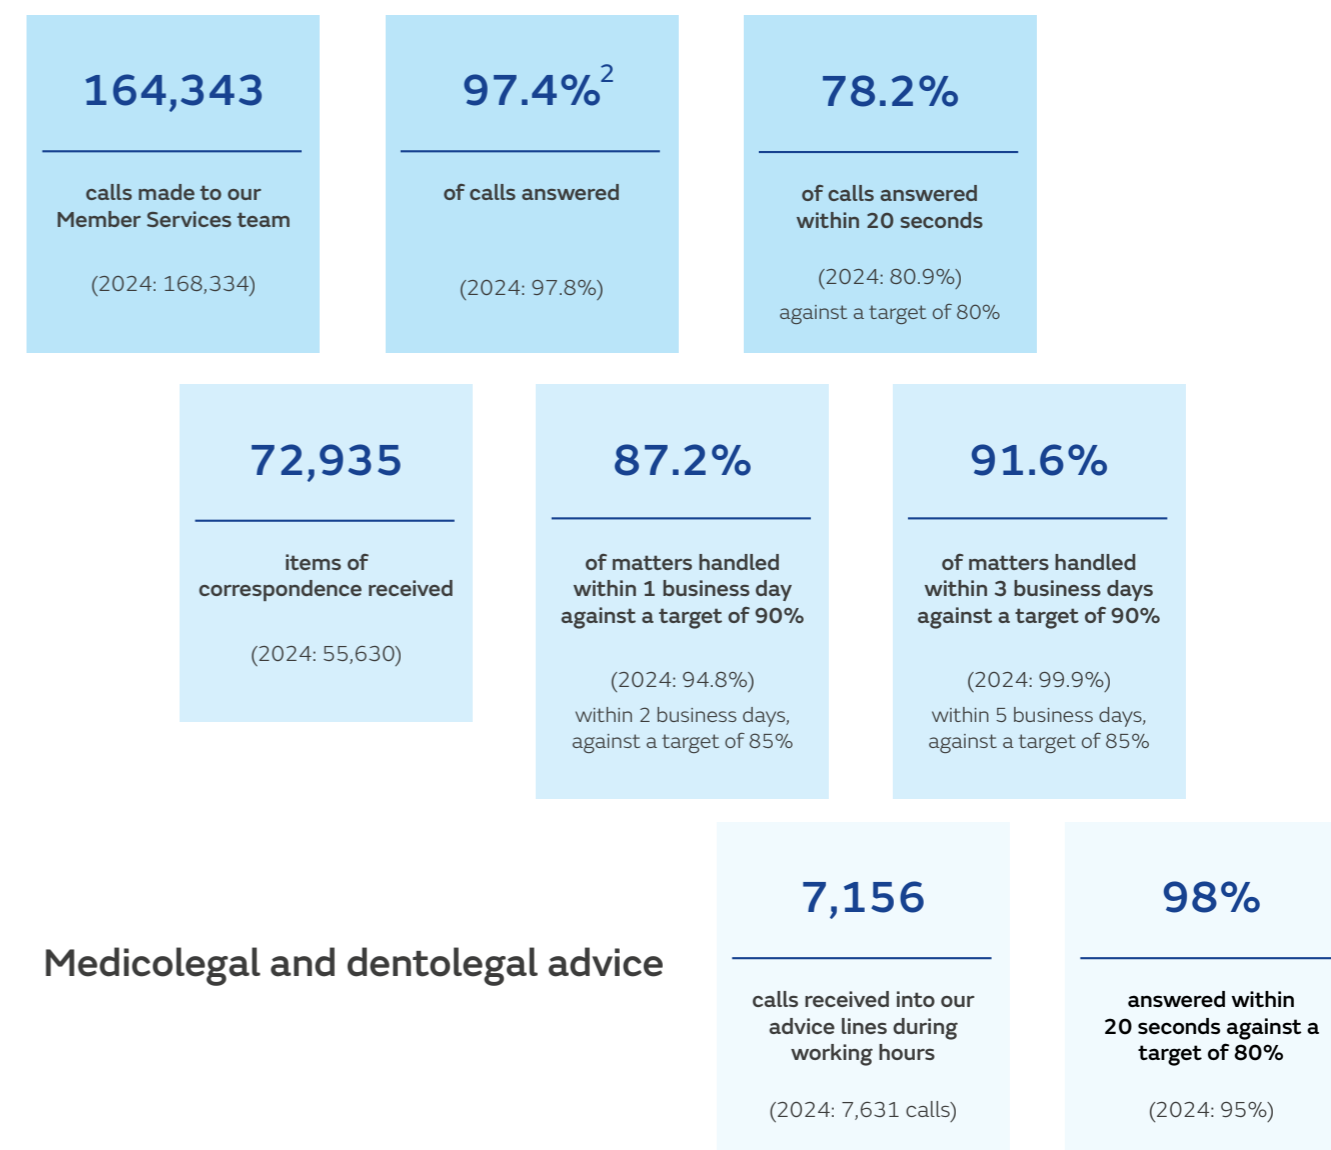 164,343
calls made to our
Member Services team
(2024: 168,334)
97.4%2
of calls answered
(2024: 97.8%)
78.2%
of calls answered
within 20 seconds
(2024: 80.9%)
against a target of 80%
72,935
items of
correspondence received
(2024: 55,630)
87.2%
of matters handled
within 1 business day
against a target of 90%
(2024: 94.8%)
within 2 business days,
against a target of 85%
91.6%
of matters handled
within 3 business days
against a target of 90%
(2024: 99.9%)
within 5 business days,
against a target of 85%
Medicolegal and dentolegal advice
7,156
calls received into our
advice lines during
working hours
(2024: 7,631 calls)
98%
answered within
20 seconds against a
target of 80%
(2024: 95%)